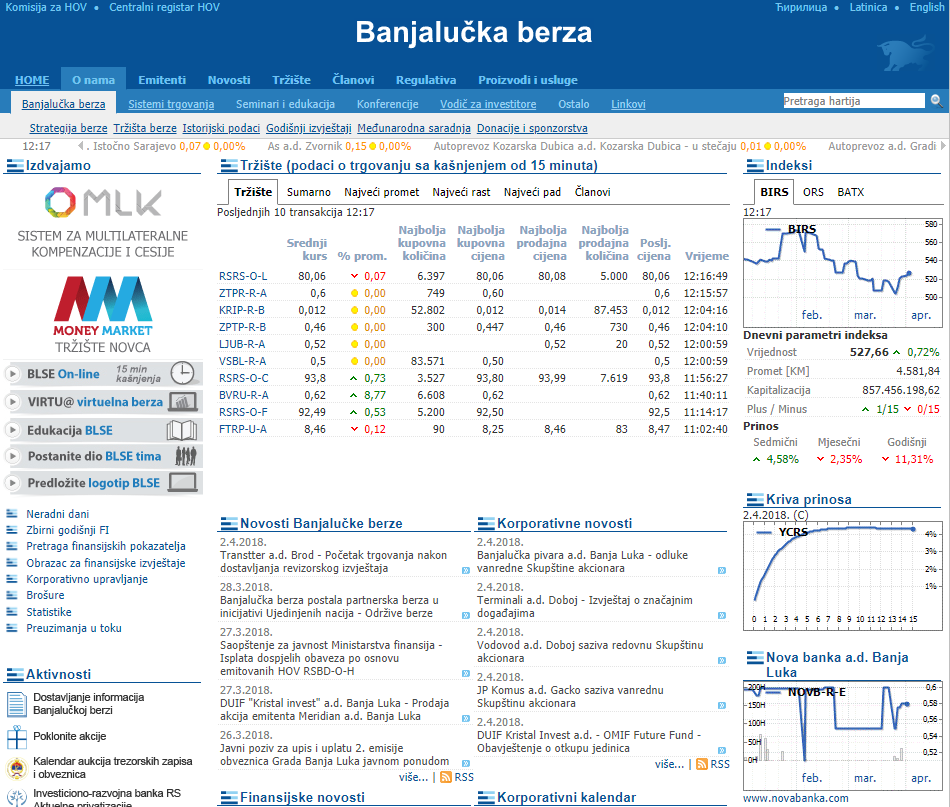 Komisija za HOV • Centralni registar HOV
Ћирилица • Latinica • English
Banjalučka berza
HOME O nama Emitenti Novosti Tržište Članovi Regulativa Proizvodi i usluge
Banjalučka berza Sistemi trgovanja Seminari i edukacija Konferencije Vodič za investitore Ostalo Linkovi
Pretraga hartija
Strategija berze Tržišta berze Istorijski podaci Godišnji izvještaji Međunarodna saradnja Donacije i sponzorstva
12:17 . Istočno Sarajevo 0,07 0,00% As a.d. Zvornik 0,15 0,00% Autoprevoz Kozarska Dubica a.d. Kozarska Dubica - u stečaju 0,01 0,00% Autoprevoz a.d. Gradi
Izdvajamo
MLK
SISTEM ZA MULTILATERALNE
KOMPENZACIJE I CESIJE
MONEY MARKET
TRŽIŠTE NOVCA
BLSE On-line 15 min
kašnjenja
VIRTU@ virtuelna berza
Edukacija BLSE
Postanite dio BLSE tima
Predložite logotip BLSE
Neradni dani
Zbirni godišnji FI
Pretraga finansijskih pokazatelja
Obrazac za finansijske izvještaje
Korporativno upravljanje
Brošure
Statistike
Preuzimanja u toku
Aktivnosti
Dostavljanje informacija
Banjalučkoj berzi
Poklonite akcije
Kalendar aukcija trezorskih zapisa
i obveznica
Investiciono-razvojna banka RS
Aktuelne privatizacije
Tržište (podaci o trgovanju sa kašnjenjem od 15 minuta)
Tržište Sumarno Najveći promet Najveći rast Najveći pad Članovi
Posljednjih 10 transakcija 12:17
Srednji kurs % prom. Najbolja kupovna količina Najbolja kupovna cijena Najbolja prodajna cijena Najbolja prodajna količina Poslj. cijena Vrijeme
RSRS-O-L 80,06 0,07 6.397 80,06 80,08 5.000 80,06 12:16:49
ZTPR-R-A 0,6 0,00 749 0,60 0,6 12:15:57
KRIP-R-B 0,012 0,00 52.802 0,012 0,014 87.453 0,012 12:04:16
ZPTP-R-B 0,46 0,00 300 0,447 0,46 730 0,46 12:04:10
LJUB-R-A 0,52 0,00 0,52 20 0,52 12:00:59
VSBL-R-A 0,5 0,00 83.571 0,50 0,5 12:00:59
RSRS-O-C 93,8 0,73 3.527 93,80 93,99 7.619 93,8 11:56:27
BVRU-R-A 0,62 8,77 6.608 0,62 0,62 11:40:11
RSRS-O-F 92,49 0,53 5.200 92,50 92,5 11:14:17
FTRP-U-A 8,46 0,12 90 8,25 8,46 83 8,47 11:02:40
Novosti Banjalučke berze
2.4.2018.
Transtter a.d. Brod - Početak trgovanja nakon
dostavljanja revizorskog izvještaja
28.3.2018.
Banjalučka berza postala partnerska berza u
inicijativi Ujedinjenih nacija - Održive berze
27.3.2018.
Saopštenje za javnost Ministarstva finansija -
Isplata dospjelih obaveza po osnovu
emitovanih HOV RSBD-O-H
27.3.2018.
DUIF "Kristal invest" a.d. Banja Luka - Prodaja
akcija emitenta Meridian a.d. Banja Luka
26.3.2018.
Javni poziv za upis i uplatu 2. emisije
obveznica Grada Banja Luka javnom ponudom
više... | RSS
Finansijske novosti
Korporativne novosti
2.4.2018.
Banjalučka pivara a.d. Banja Luka - odluke
vanredne Skupštine akcionara
2.4.2018.
Terminali a.d. Doboj - Izvještaj o značajnim
događajima
2.4.2018.
Vodovod a.d. Doboj saziva redovnu Skupštinu
akcionara
2.4.2018.
JP Komus a.d. Gacko saziva vanrednu
Skupštinu akcionara
2.4.2018.
DUIF Kristal Invest a.d. - OMIF Future Fund -
Obavještenje o otkupu jedinica
više... | RSS
Korporativni kalendar
Indeksi
BIRS ORS BATX
12:17
BIRS
580
560
540
520
500
feb. mar. apr.
Dnevni parametri indeksa
Vrijednost 527,66 0,72%
Promet [KM] 4.581,84
Kapitalizacija 857.456.198,62
Plus / Minus 1/15 0/15
Prinos
Sedmični Mjesečni Godišnji
4,58% 2,35% 11,31%
Kriva prinosa
2.4.2018. (C)
YCRS
4%
3%
2%
1%
0 1 2 3 4 5 6 7 8 9 10 11 12 13 14 15
Nova banka a.d. Banja
Luka
NOVB-R-E
200H
150H
100H
50H
0H
0,6
0,58
0,56
0,54
0,52
feb. mar. apr.
www.novabanka.com